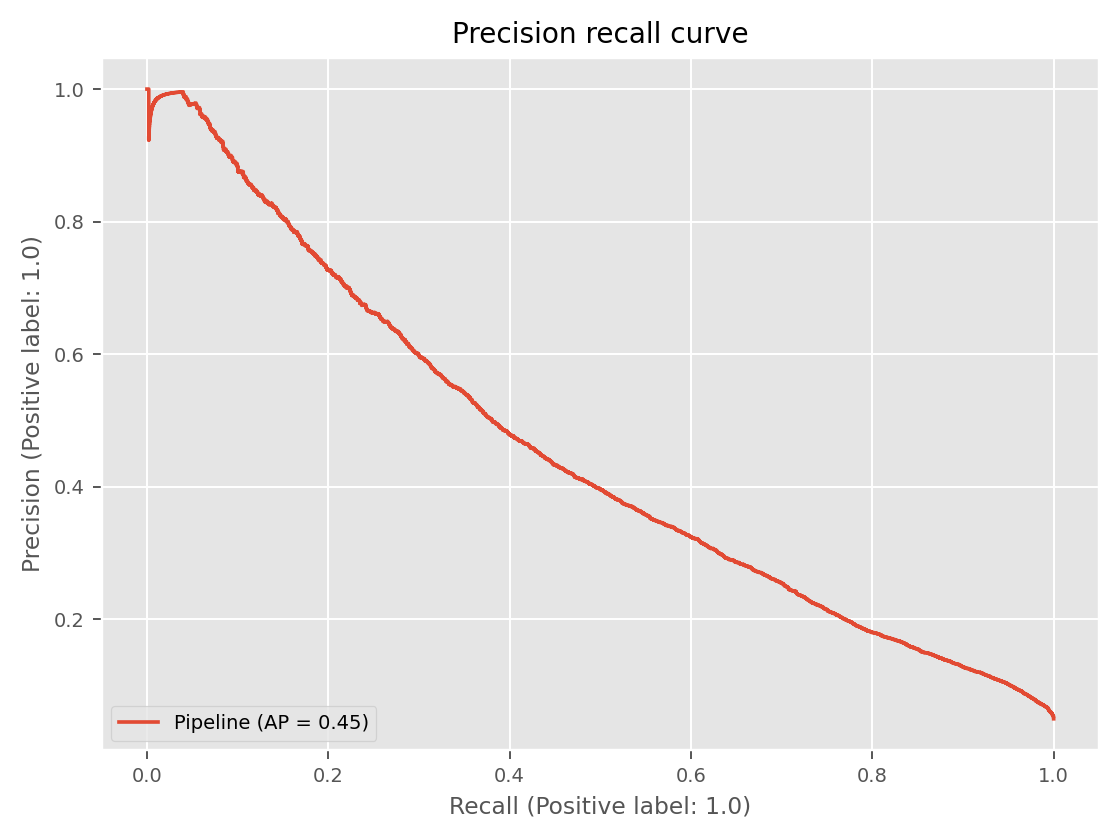 Precision recall curve
Precision (Positive label: 1.0)
1.0
0.8
0.6
0.4
0.2
Pipeline (AP = 0.45)
0.0 0.2 0.4 0.6 0.8 1.0
Recall (Positive label: 1.0)